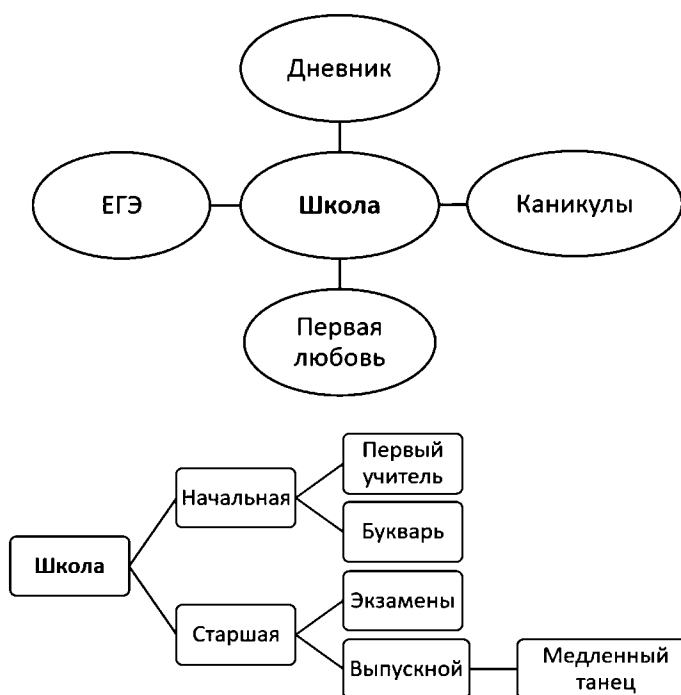 Дневник
ЕГЭ
Школа
Каникулы
Первая
любовь
Первый
учитель
Начальная
Букварь
Школа
Экзамены
Старшая
Выпускной
Медленный
танец